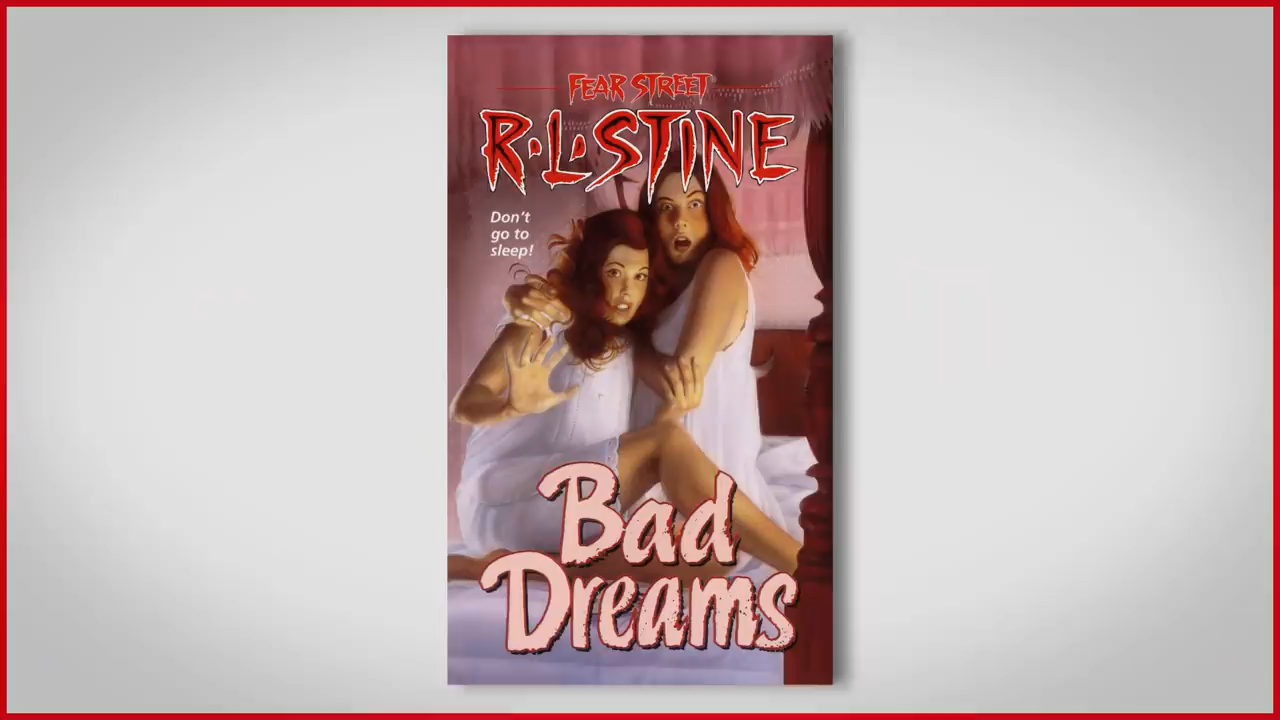 FEAR STREET
R·L·STINE
Don't
go to
sleep!
Bad
Dreams